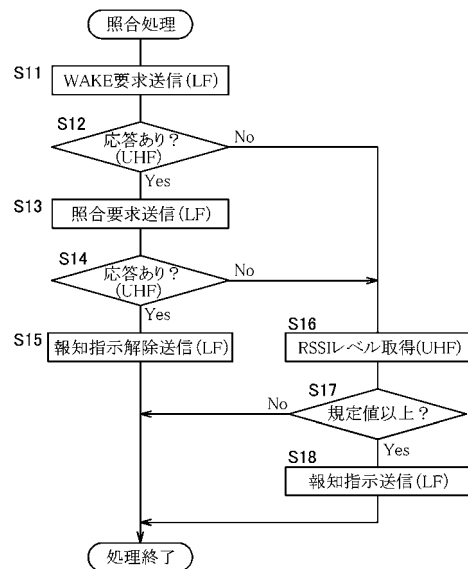 照合処理
S11
WAKE要求送信(LF)
S12
応答あり?
(UHF)
No
Yes
S13
照合要求送信(LF)
S14
応答あり?
(UHF)
No
Yes
S15
報知指示解除送信(LF)
S16
RSSIレベル取得(UHF)
S17
規定値以上?
No
Yes
S18
報知指示送信(LF)
処理終了